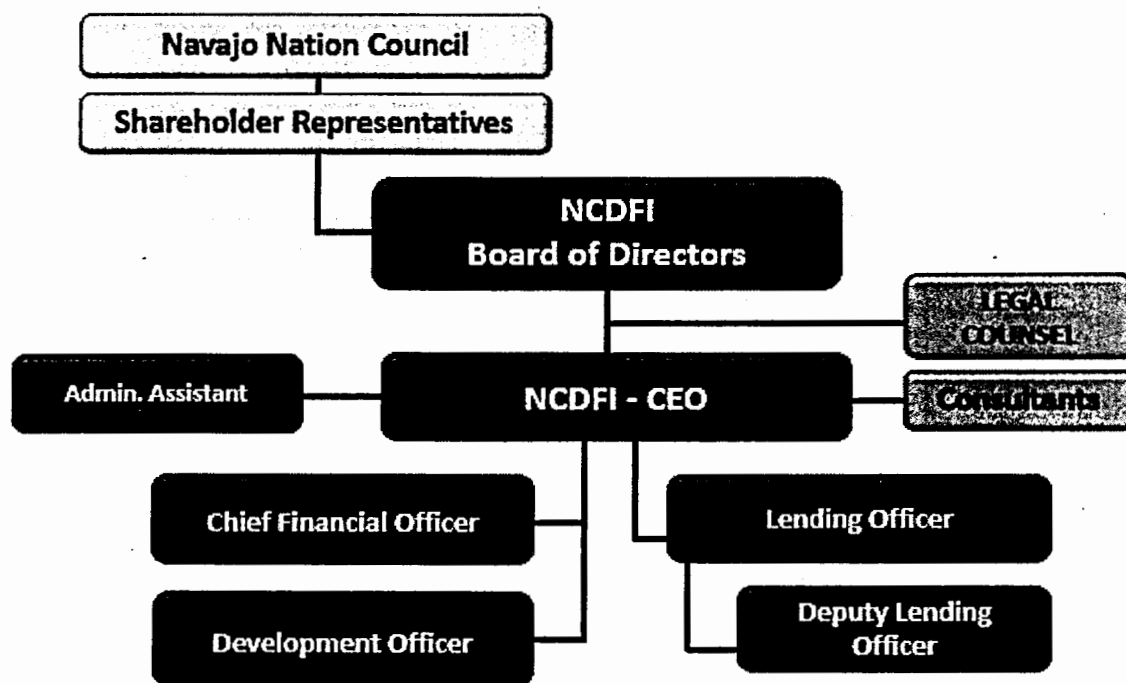 Navajo Nation Council
Shareholder Representatives
NCDFI
Board of Directors
LEGAL
COUNSEL
Admin. Assistant
NCDFI - CEO
Consultants
Chief Financial Officer
Lending Officer
Development Officer
Deputy Lending
Officer